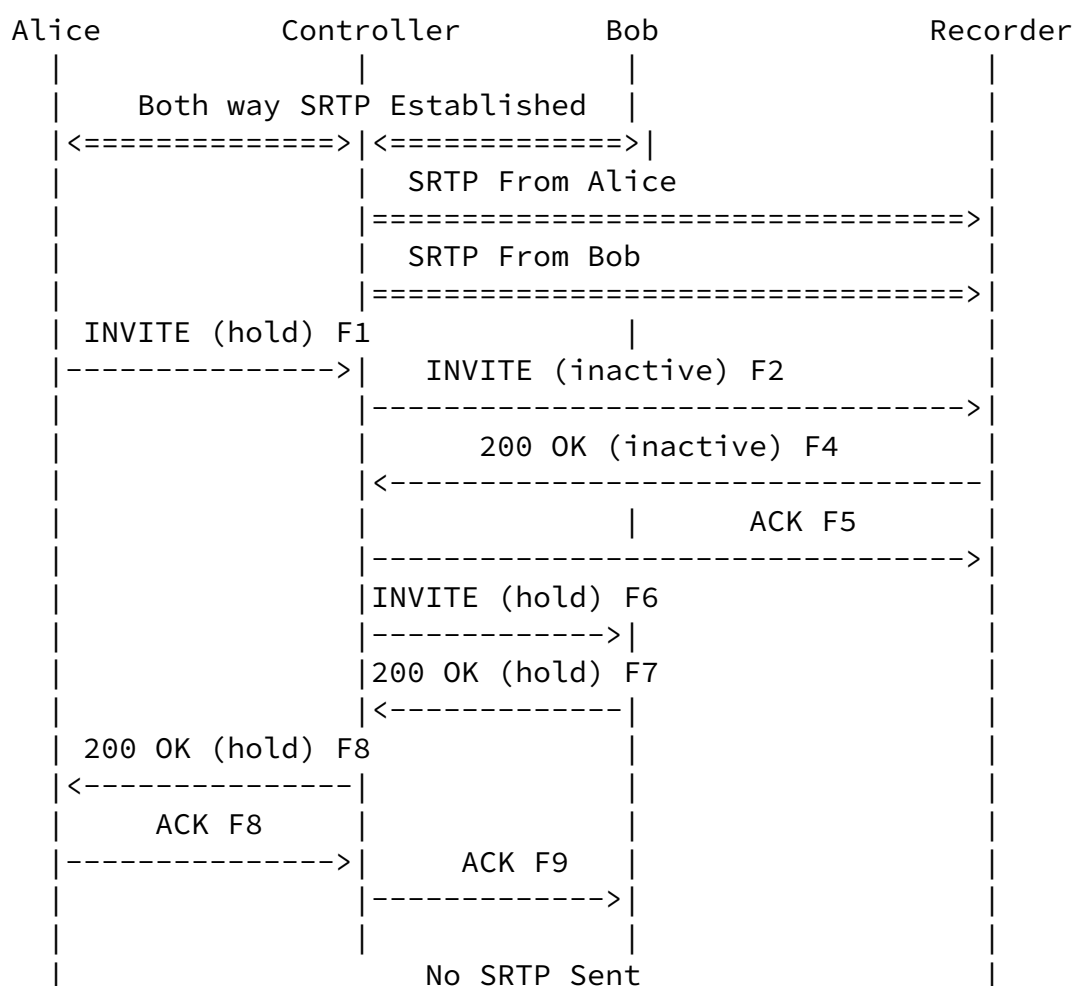 Alice Controller Bob Recorder
Both way SRTP Established
SRTP From Alice
SRTP From Bob
INVITE (hold) F1
INVITE (inactive) F2
200 OK (inactive) F4
ACK F5
INVITE (hold) F6
200 OK (hold) F7
200 OK (hold) F8
ACK F8
ACK F9
No SRTP Sent